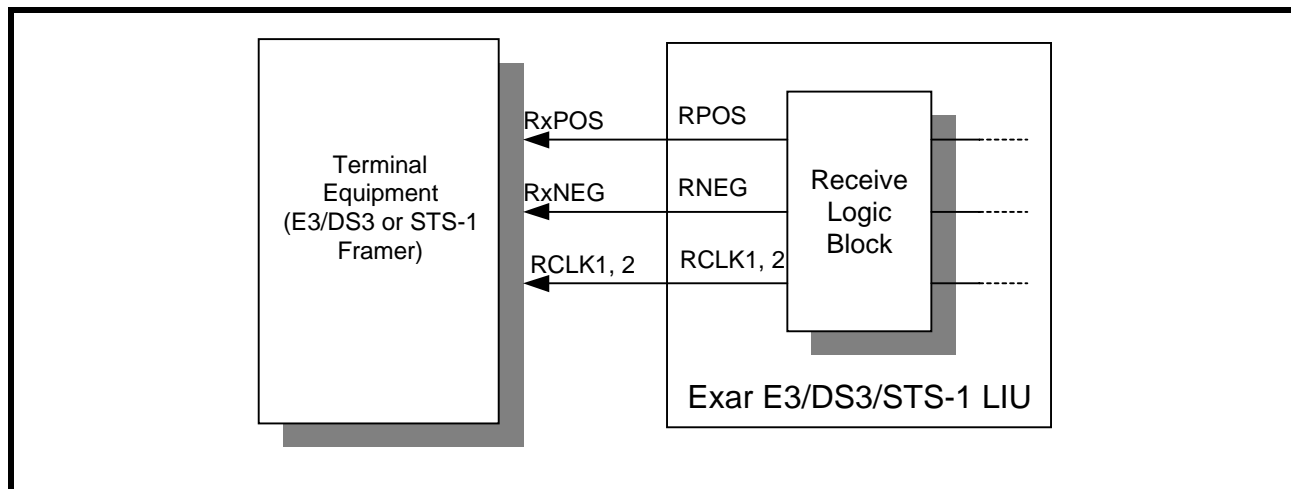 Terminal
Equipment
(E3/DS3 or STS-1
Framer)
RxPOS
RPOS
RxNEG
RNEG
RCLK1, 2
RCLK1, 2
Receive
Logic
Block
Exar E3/DS3/STS-1 LIU